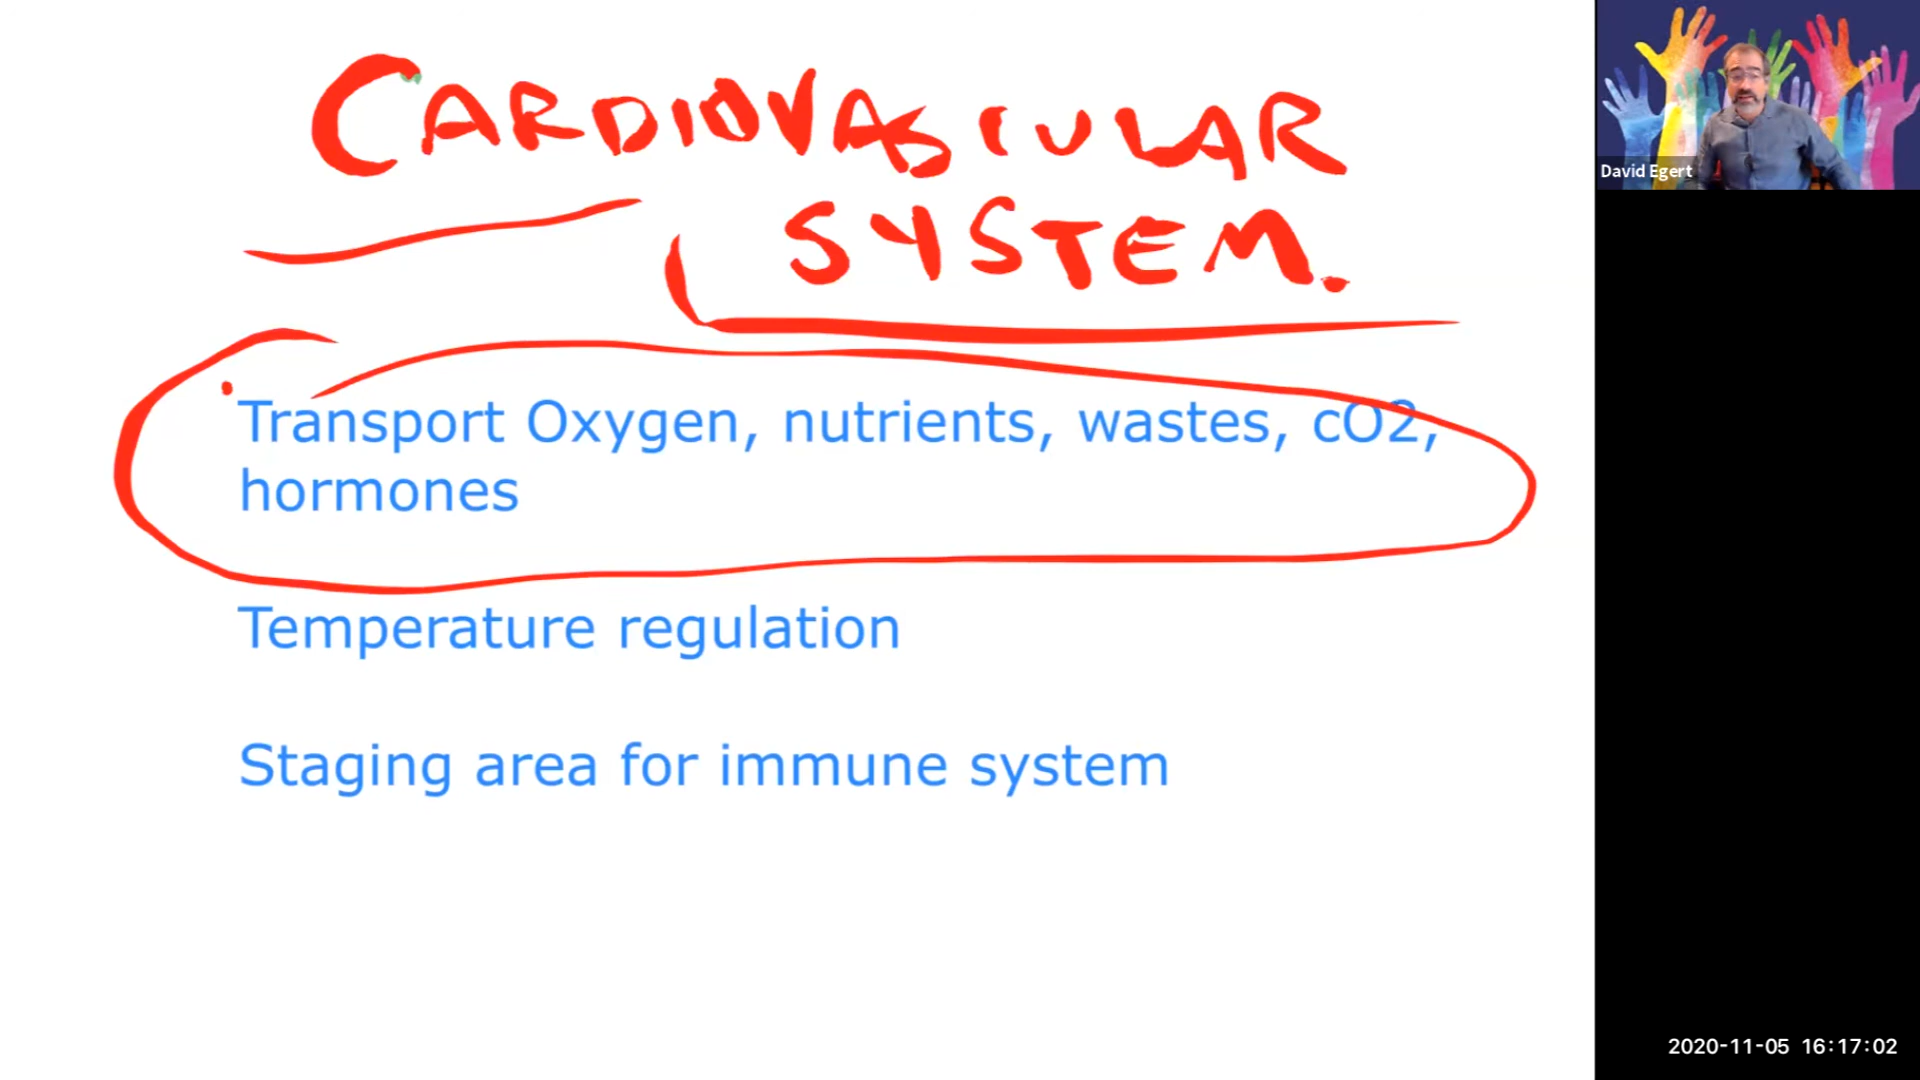 CARDIOVASCULAR
SYSTEM.
Transport Oxygen, nutrients, wastes, cO2,
hormones
Temperature regulation
Staging area for immune system
David Egert
2020-11-05 16:17:02